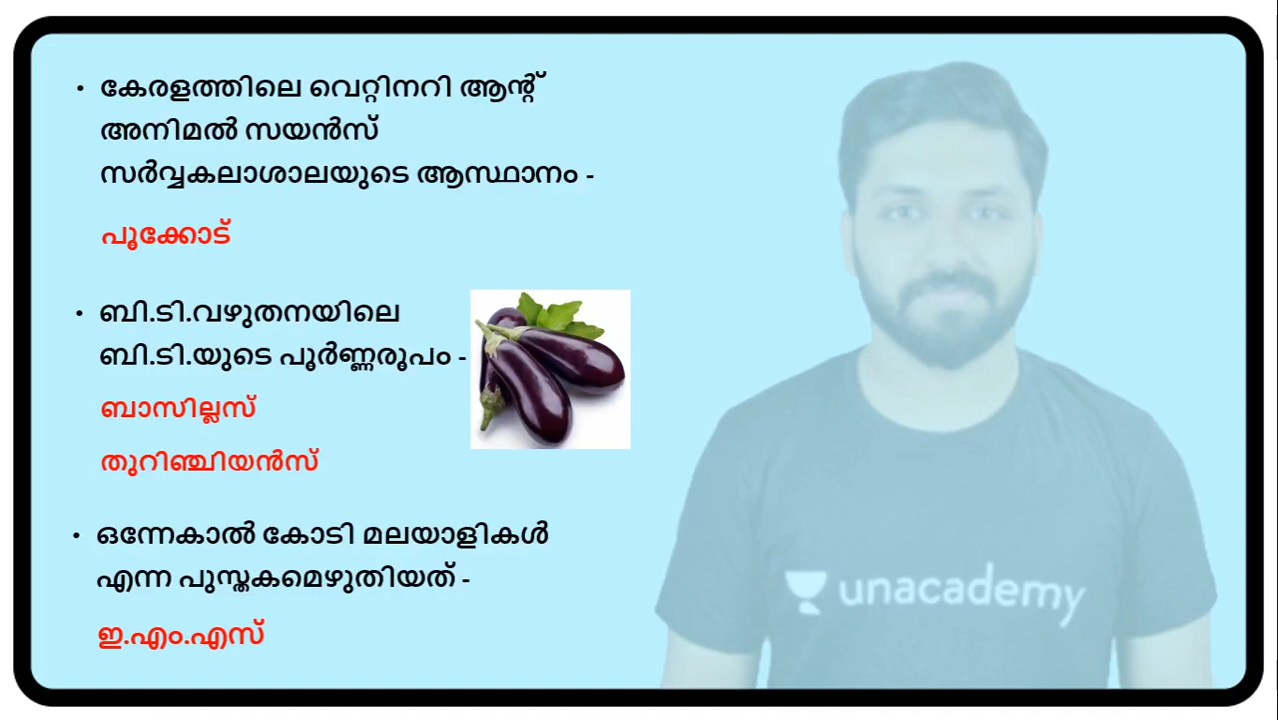 • കേരളത്തിലെ വെറ്റിനറി ആന്റ്
അനിമൽ സയൻസ്
സർവ്വകലാശാലയുടെ ആസ്ഥാനം -
പൂക്കോട്
• ബി.ടി.വഴുതനയിലെ
ബി.ടി.യുടെ പൂർണ്ണരൂപം -
ബാസില്ലസ്
തുറിഞ്ചിയൻസ്
• ഒന്നേകാൽ കോടി മലയാളികൾ
എന്ന പുസ്തകമെഴുതിയത് -
ഇ.എം.എസ്
unacademy